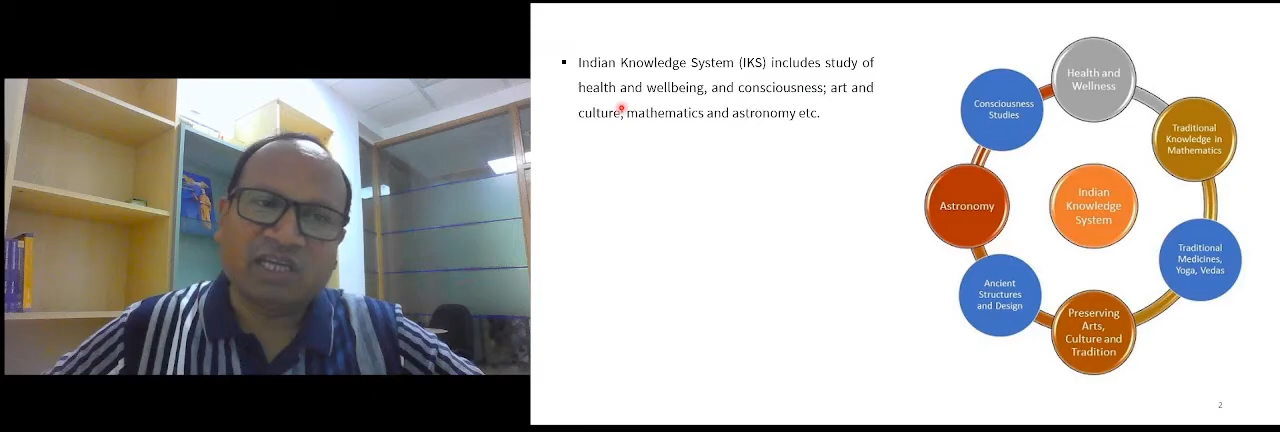 ▪ Indian Knowledge System (IKS) includes study of
health and wellbeing, and consciousness; art and
culture, mathematics and astronomy etc.
Health and
Wellness
Traditional
Knowledge in
Mathematics
Traditional
Medicines,
Yoga, Vedas
Preserving
Arts,
Culture and
Tradition
Ancient
Structures
and Design
Astronomy
Consciousness
Studies
Indian
Knowledge
System
2